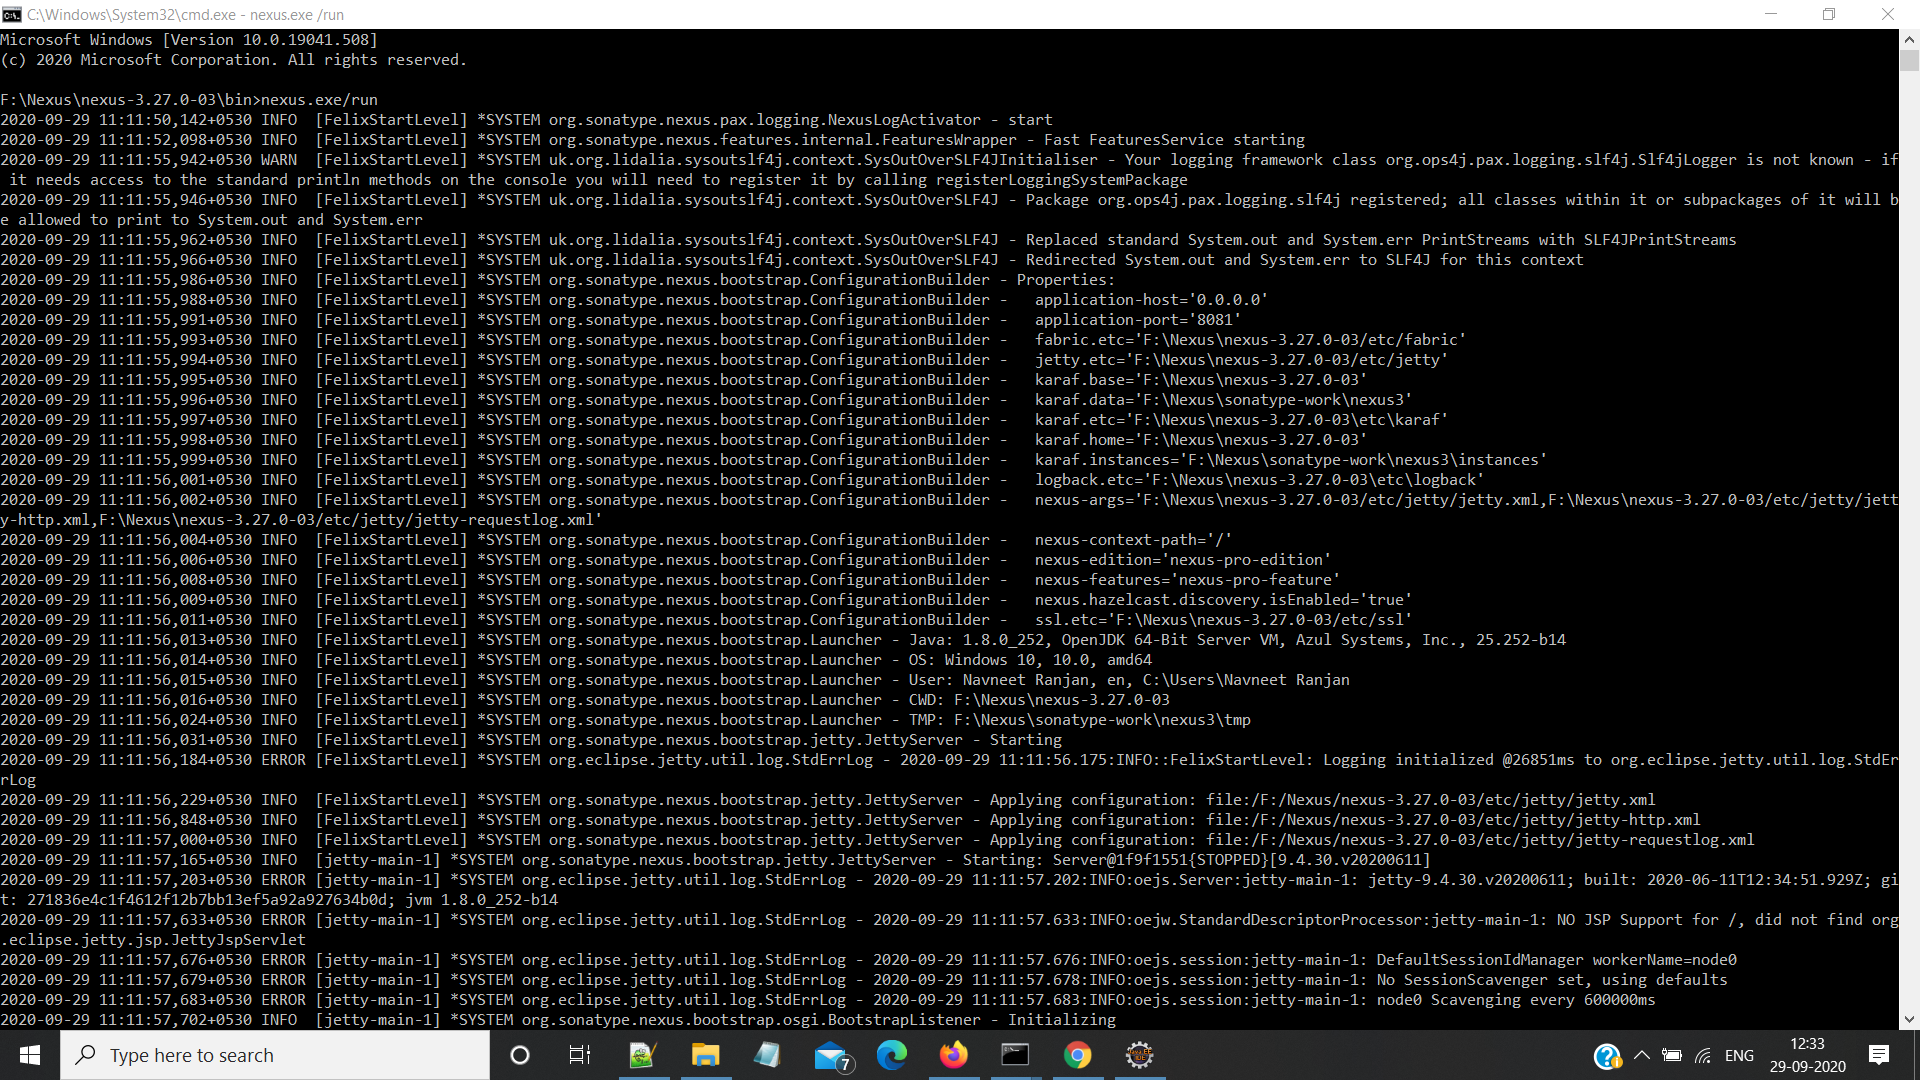 C:\Windows\System32\cmd.exe - nexus.exe /run
Microsoft Windows [Version 10.0.19041.508]
(c) 2020 Microsoft Corporation. All rights reserved.
F:\Nexus\nexus-3.27.0-03\bin>nexus.exe/run
2020-09-29 11:11:50,142+0530 INFO  [FelixStartLevel] *SYSTEM org.sonatype.nexus.pax.logging.NexusLogActivator - start
2020-09-29 11:11:52,098+0530 INFO  [FelixStartLevel] *SYSTEM org.sonatype.nexus.features.internal.FeaturesWrapper - Fast FeaturesService starting
2020-09-29 11:11:55,942+0530 WARN  [FelixStartLevel] *SYSTEM uk.org.lidalia.sysoutslf4j.context.SysOutOverSLF4JInitialiser - Your logging framework class org.ops4j.pax.logging.slf4j.Slf4jLogger is not known - if
 it needs access to the standard println methods on the console you will need to register it by calling registerLoggingSystemPackage
2020-09-29 11:11:55,946+0530 INFO  [FelixStartLevel] *SYSTEM uk.org.lidalia.sysoutslf4j.context.SysOutOverSLF4J - Package org.ops4j.pax.logging.slf4j registered; all classes within it or subpackages of it will b
e allowed to print to System.out and System.err
2020-09-29 11:11:55,962+0530 INFO  [FelixStartLevel] *SYSTEM uk.org.lidalia.sysoutslf4j.context.SysOutOverSLF4J - Replaced standard System.out and System.err PrintStreams with SLF4JPrintStreams
2020-09-29 11:11:55,966+0530 INFO  [FelixStartLevel] *SYSTEM uk.org.lidalia.sysoutslf4j.context.SysOutOverSLF4J - Redirected System.out and System.err to SLF4J for this context
2020-09-29 11:11:55,986+0530 INFO  [FelixStartLevel] *SYSTEM org.sonatype.nexus.bootstrap.ConfigurationBuilder - Properties:
2020-09-29 11:11:55,988+0530 INFO  [FelixStartLevel] *SYSTEM org.sonatype.nexus.bootstrap.ConfigurationBuilder -   application-host='0.0.0.0'
2020-09-29 11:11:55,991+0530 INFO  [FelixStartLevel] *SYSTEM org.sonatype.nexus.bootstrap.ConfigurationBuilder -   application-port='8081'
2020-09-29 11:11:55,993+0530 INFO  [FelixStartLevel] *SYSTEM org.sonatype.nexus.bootstrap.ConfigurationBuilder -   fabric.etc='F:\Nexus\nexus-3.27.0-03/etc/fabric'
2020-09-29 11:11:55,994+0530 INFO  [FelixStartLevel] *SYSTEM org.sonatype.nexus.bootstrap.ConfigurationBuilder -   jetty.etc='F:\Nexus\nexus-3.27.0-03/etc/jetty'
2020-09-29 11:11:55,995+0530 INFO  [FelixStartLevel] *SYSTEM org.sonatype.nexus.bootstrap.ConfigurationBuilder -   karaf.base='F:\Nexus\nexus-3.27.0-03'
2020-09-29 11:11:55,996+0530 INFO  [FelixStartLevel] *SYSTEM org.sonatype.nexus.bootstrap.ConfigurationBuilder -   karaf.data='F:\Nexus\sonatype-work\nexus3'
2020-09-29 11:11:55,997+0530 INFO  [FelixStartLevel] *SYSTEM org.sonatype.nexus.bootstrap.ConfigurationBuilder -   karaf.etc='F:\Nexus\nexus-3.27.0-03\etc\karaf'
2020-09-29 11:11:55,998+0530 INFO  [FelixStartLevel] *SYSTEM org.sonatype.nexus.bootstrap.ConfigurationBuilder -   karaf.home='F:\Nexus\nexus-3.27.0-03'
2020-09-29 11:11:55,999+0530 INFO  [FelixStartLevel] *SYSTEM org.sonatype.nexus.bootstrap.ConfigurationBuilder -   karaf.instances='F:\Nexus\sonatype-work\nexus3\instances'
2020-09-29 11:11:56,001+0530 INFO  [FelixStartLevel] *SYSTEM org.sonatype.nexus.bootstrap.ConfigurationBuilder -   logback.etc='F:\Nexus\nexus-3.27.0-03\etc\logback'
2020-09-29 11:11:56,002+0530 INFO  [FelixStartLevel] *SYSTEM org.sonatype.nexus.bootstrap.ConfigurationBuilder -   nexus-args='F:\Nexus\nexus-3.27.0-03/etc/jetty/jetty.xml,F:\Nexus\nexus-3.27.0-03/etc/jetty/jett
y-http.xml,F:\Nexus\nexus-3.27.0-03/etc/jetty/jetty-requestlog.xml'
2020-09-29 11:11:56,004+0530 INFO  [FelixStartLevel] *SYSTEM org.sonatype.nexus.bootstrap.ConfigurationBuilder -   nexus-context-path='/'
2020-09-29 11:11:56,006+0530 INFO  [FelixStartLevel] *SYSTEM org.sonatype.nexus.bootstrap.ConfigurationBuilder -   nexus-edition='nexus-pro-edition'
2020-09-29 11:11:56,008+0530 INFO  [FelixStartLevel] *SYSTEM org.sonatype.nexus.bootstrap.ConfigurationBuilder -   nexus-features='nexus-pro-feature'
2020-09-29 11:11:56,009+0530 INFO  [FelixStartLevel] *SYSTEM org.sonatype.nexus.bootstrap.ConfigurationBuilder -   nexus.hazelcast.discovery.isEnabled='true'
2020-09-29 11:11:56,011+0530 INFO  [FelixStartLevel] *SYSTEM org.sonatype.nexus.bootstrap.ConfigurationBuilder -   ssl.etc='F:\Nexus\nexus-3.27.0-03/etc/ssl'
2020-09-29 11:11:56,013+0530 INFO  [FelixStartLevel] *SYSTEM org.sonatype.nexus.bootstrap.Launcher - Java: 1.8.0_252, OpenJDK 64-Bit Server VM, Azul Systems, Inc., 25.252-b14
2020-09-29 11:11:56,014+0530 INFO  [FelixStartLevel] *SYSTEM org.sonatype.nexus.bootstrap.Launcher - OS: Windows 10, 10.0, amd64
2020-09-29 11:11:56,015+0530 INFO  [FelixStartLevel] *SYSTEM org.sonatype.nexus.bootstrap.Launcher - User: Navneet Ranjan, en, C:\Users\Navneet Ranjan
2020-09-29 11:11:56,016+0530 INFO  [FelixStartLevel] *SYSTEM org.sonatype.nexus.bootstrap.Launcher - CWD: F:\Nexus\nexus-3.27.0-03
2020-09-29 11:11:56,024+0530 INFO  [FelixStartLevel] *SYSTEM org.sonatype.nexus.bootstrap.Launcher - TMP: F:\Nexus\sonatype-work\nexus3\tmp
2020-09-29 11:11:56,031+0530 INFO  [FelixStartLevel] *SYSTEM org.sonatype.nexus.bootstrap.jetty.JettyServer - Starting
2020-09-29 11:11:56,184+0530 ERROR [FelixStartLevel] *SYSTEM org.eclipse.jetty.util.log.StdErrLog - 2020-09-29 11:11:56.175:INFO::FelixStartLevel: Logging initialized @26851ms to org.eclipse.jetty.util.log.StdEr
rLog
2020-09-29 11:11:56,229+0530 INFO  [FelixStartLevel] *SYSTEM org.sonatype.nexus.bootstrap.jetty.JettyServer - Applying configuration: file:/F:/Nexus/nexus-3.27.0-03/etc/jetty/jetty.xml
2020-09-29 11:11:56,848+0530 INFO  [FelixStartLevel] *SYSTEM org.sonatype.nexus.bootstrap.jetty.JettyServer - Applying configuration: file:/F:/Nexus/nexus-3.27.0-03/etc/jetty/jetty-http.xml
2020-09-29 11:11:57,000+0530 INFO  [FelixStartLevel] *SYSTEM org.sonatype.nexus.bootstrap.jetty.JettyServer - Applying configuration: file:/F:/Nexus/nexus-3.27.0-03/etc/jetty/jetty-requestlog.xml
2020-09-29 11:11:57,165+0530 INFO  [jetty-main-1] *SYSTEM org.sonatype.nexus.bootstrap.jetty.JettyServer - Starting: Server@1f9f1551{STOPPED}[9.4.30.v20200611]
2020-09-29 11:11:57,203+0530 ERROR [jetty-main-1] *SYSTEM org.eclipse.jetty.util.log.StdErrLog - 2020-09-29 11:11:57.202:INFO:oejs.Server:jetty-main-1: jetty-9.4.30.v20200611; built: 2020-06-11T12:34:51.929Z; gi
t: 271836e4c1f4612f12b7bb13ef5a92a927634b0d; jvm 1.8.0_252-b14
2020-09-29 11:11:57,633+0530 ERROR [jetty-main-1] *SYSTEM org.eclipse.jetty.util.log.StdErrLog - 2020-09-29 11:11:57.633:INFO:oejw.StandardDescriptorProcessor:jetty-main-1: NO JSP Support for /, did not find org
.eclipse.jetty.jsp.JettyJspServlet
2020-09-29 11:11:57,676+0530 ERROR [jetty-main-1] *SYSTEM org.eclipse.jetty.util.log.StdErrLog - 2020-09-29 11:11:57.676:INFO:oejs.session:jetty-main-1: DefaultSessionIdManager workerName=node0
2020-09-29 11:11:57,679+0530 ERROR [jetty-main-1] *SYSTEM org.eclipse.jetty.util.log.StdErrLog - 2020-09-29 11:11:57.678:INFO:oejs.session:jetty-main-1: No SessionScavenger set, using defaults
2020-09-29 11:11:57,683+0530 ERROR [jetty-main-1] *SYSTEM org.eclipse.jetty.util.log.StdErrLog - 2020-09-29 11:11:57.683:INFO:oejs.session:jetty-main-1: node0 Scavenging every 600000ms
2020-09-29 11:11:57,702+0530 INFO  [jetty-main-1] *SYSTEM org.sonatype.nexus.bootstrap.osgi.BootstrapListener - Initializing
Type here to search
7
ENG
12:33
29-09-2020